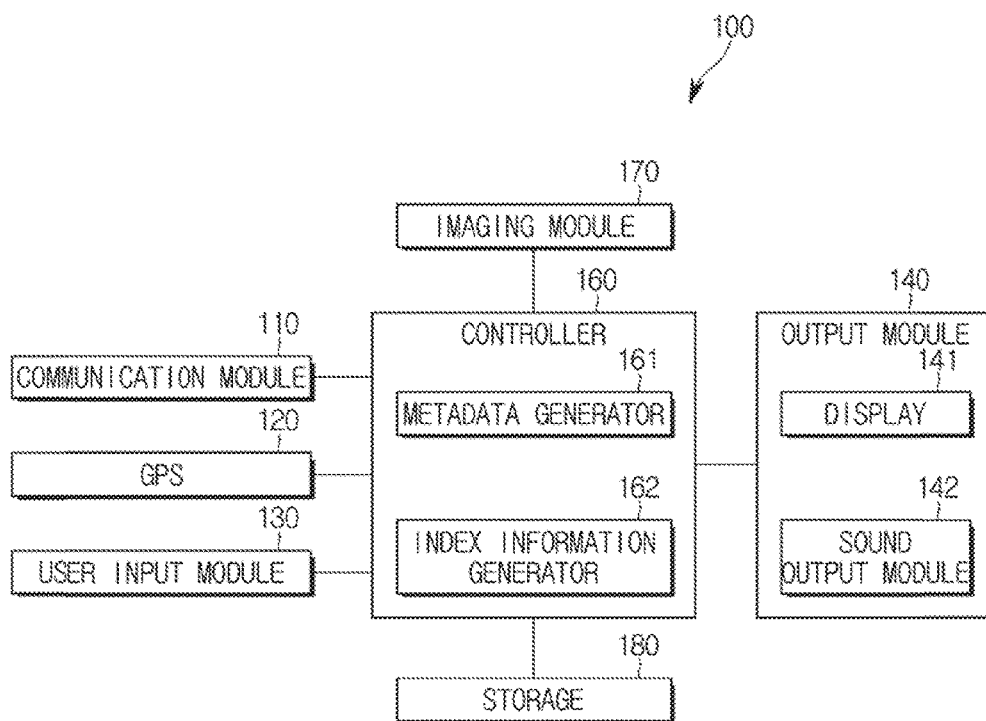 100
170
IMAGING MODULE
160
CONTROLLER
140
OUTPUT MODULE
110
COMMUNICATION MODULE
161
METADATA GENERATOR
141
DISPLAY
120
GPS
162
INDEX INFORMATION
GENERATOR
142
SOUND
OUTPUT MODULE
130
USER INPUT MODULE
180
STORAGE